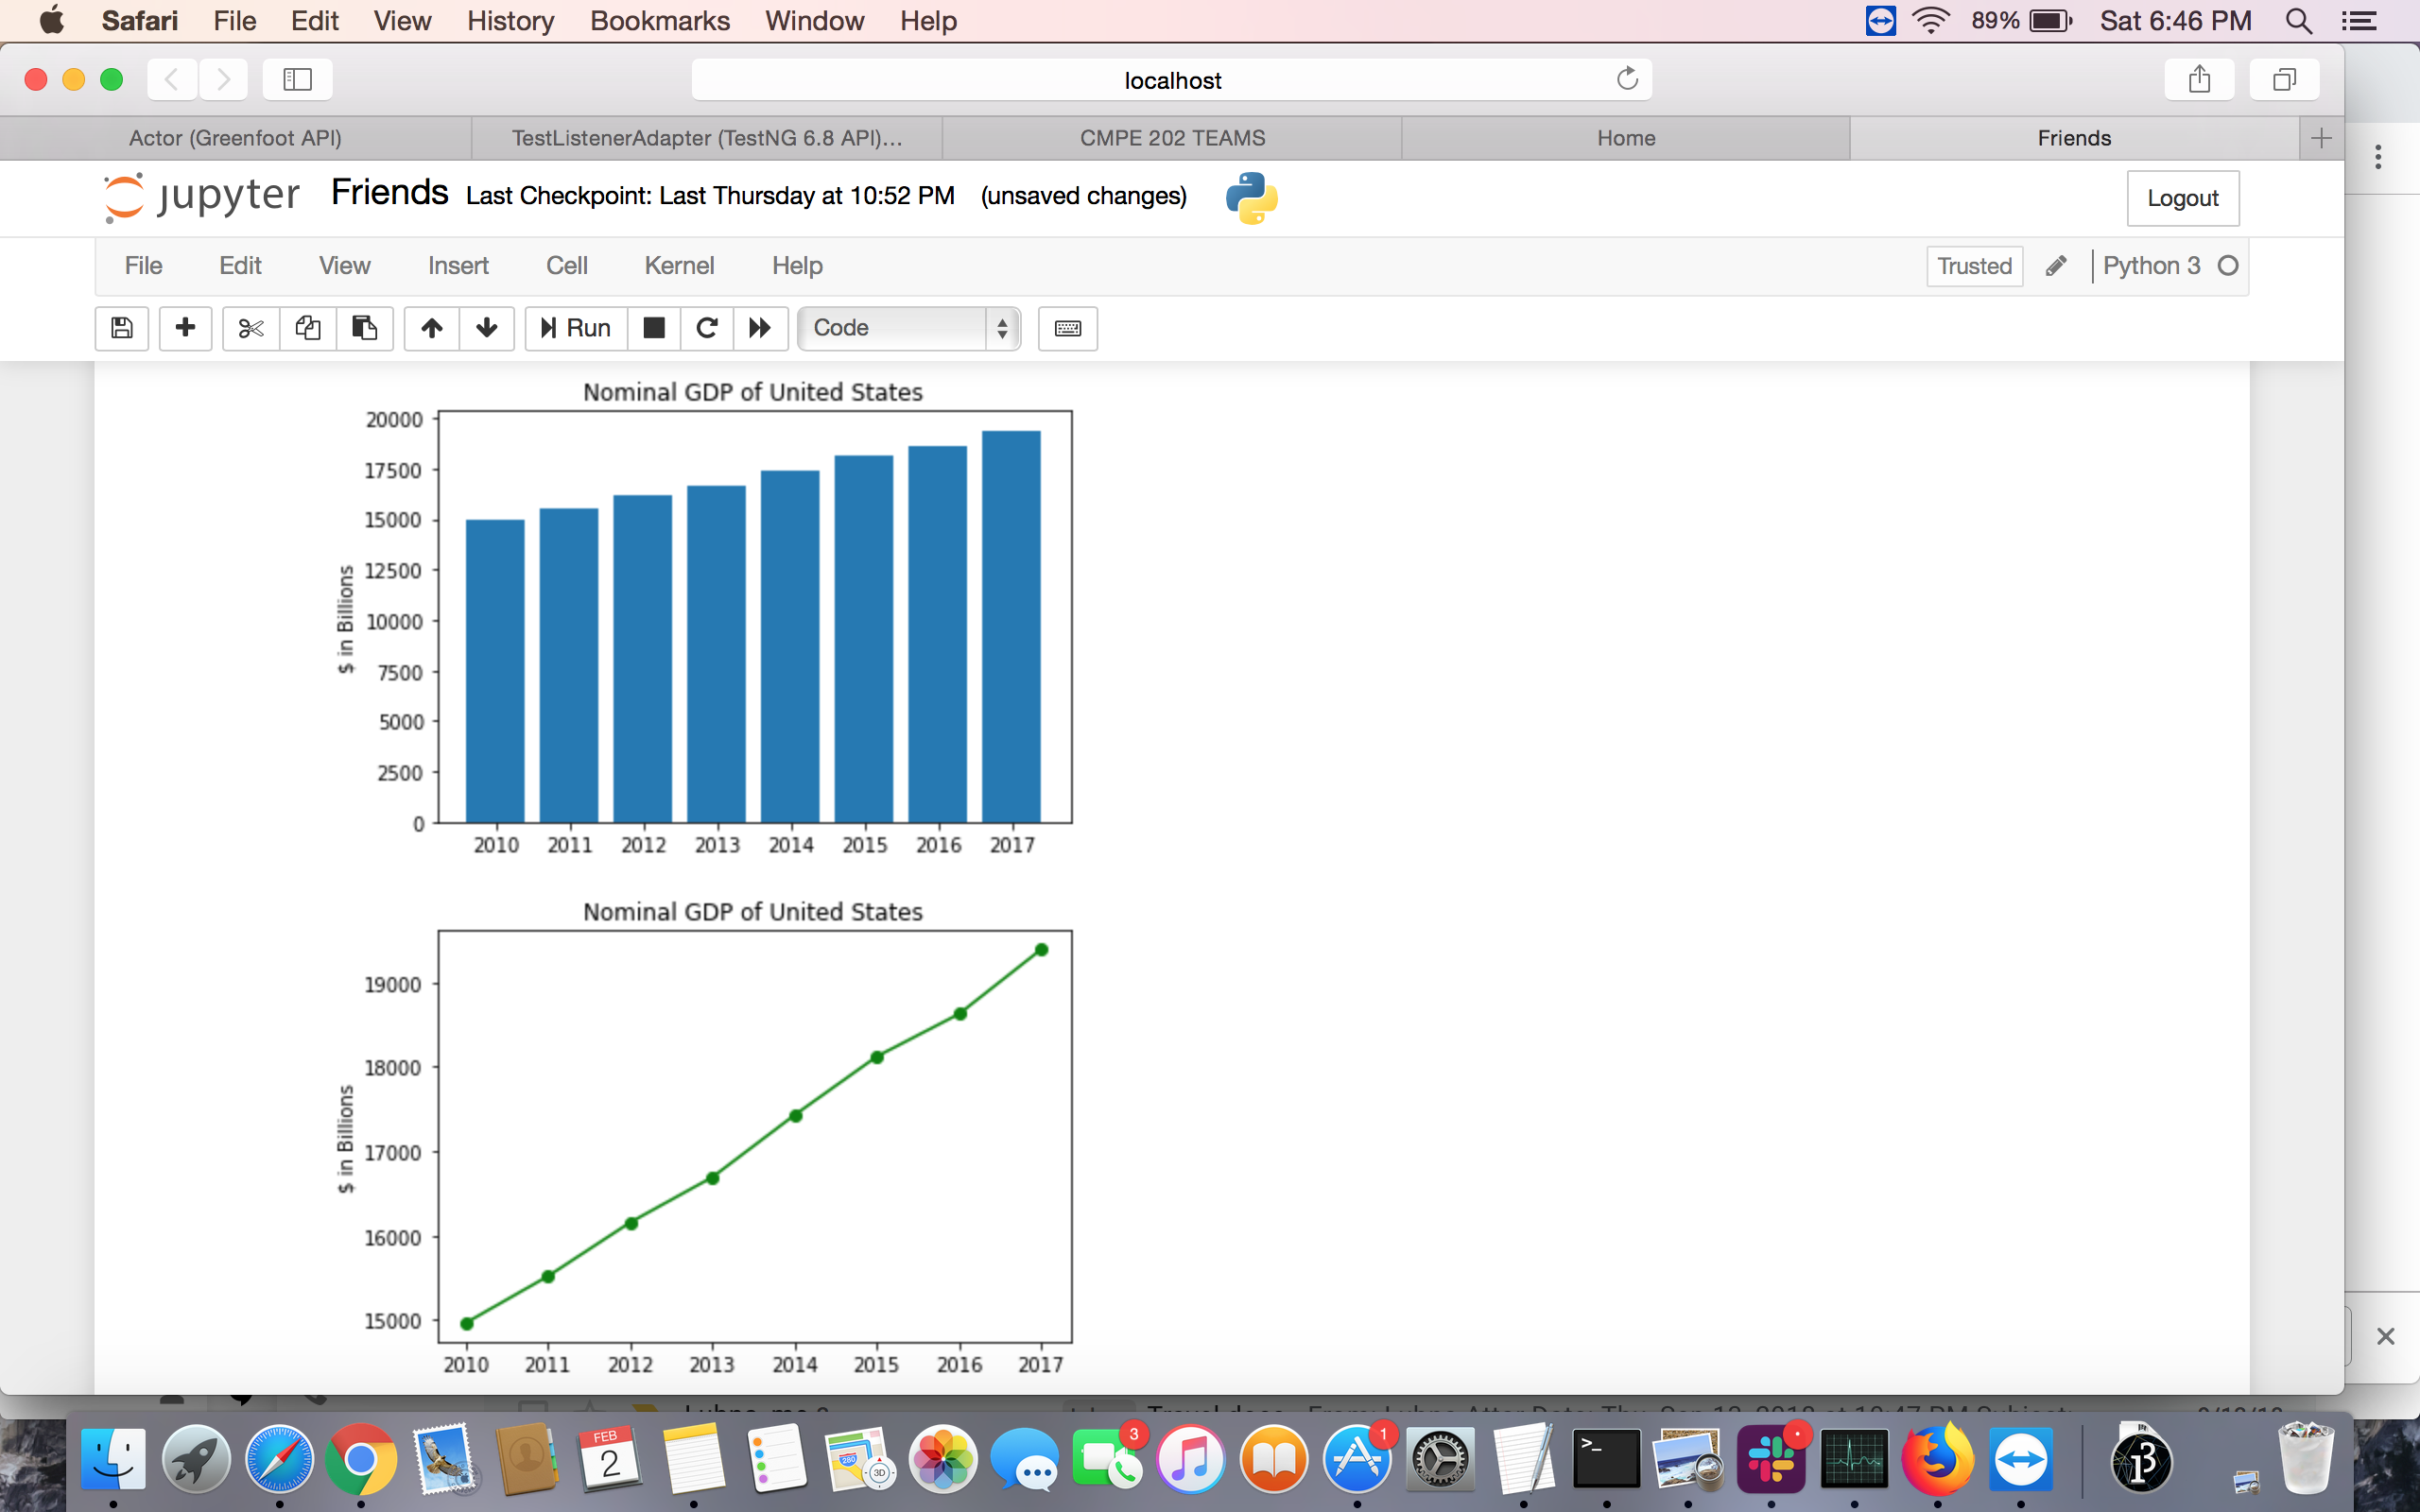 Safari File Edit View History Bookmarks Window Help 89% Sat 6:46 PM
localhost
Actor (Greenfoot API) TestListenerAdapter (TestNG 6.8 API)... CMPE 202 TEAMS Home Friends
jupyter Friends Last Checkpoint: Last Thursday at 10:52 PM (unsaved changes) Logout
File Edit View Insert Cell Kernel Help Trusted Python 3
Run Code
Nominal GDP of United States
20000
17500
15000
12500
10000
7500
5000
2500
0
$ in Billions
2010 2011 2012 2013 2014 2015 2016 2017
Nominal GDP of United States
19000
18000
17000
16000
15000
$ in Billions
2010 2011 2012 2013 2014 2015 2016 2017
FEB
2
280
3D
3
1
>_
13